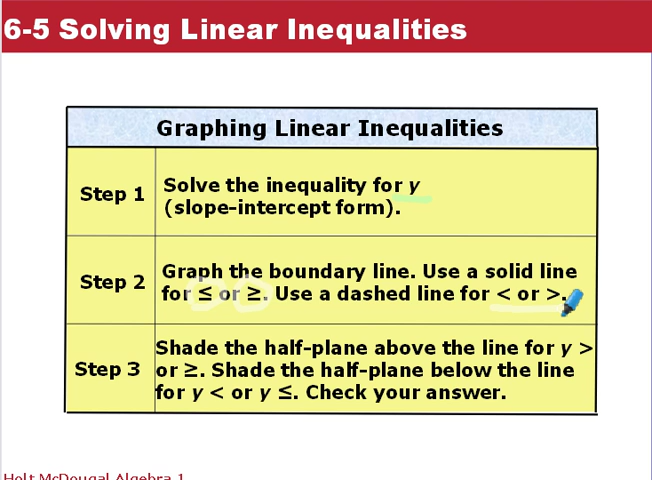 6-5 Solving Linear Inequalities
Graphing Linear Inequalities
Step 1
Solve the inequality for y
(slope-intercept form).
Step 2
Graph the boundary line. Use a solid line
for ≤ or ≥. Use a dashed line for < or >.
Step 3
Shade the half-plane above the line for y >
or ≥. Shade the half-plane below the line
for y < or y ≤. Check your answer.
Holt McDougal Algebra 1